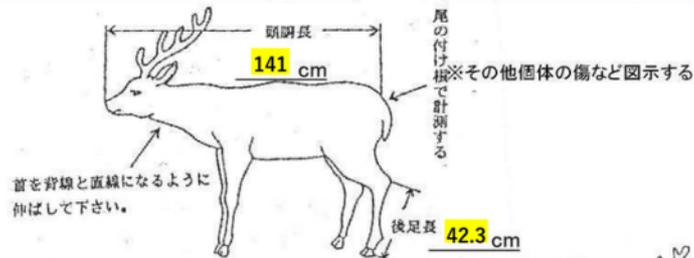 頭胴長
141 cm
尾の付け根で計測する
※その他個体の傷など図示する
首を背線と直線になるように
伸ばして下さい。
後足長 42.3 cm